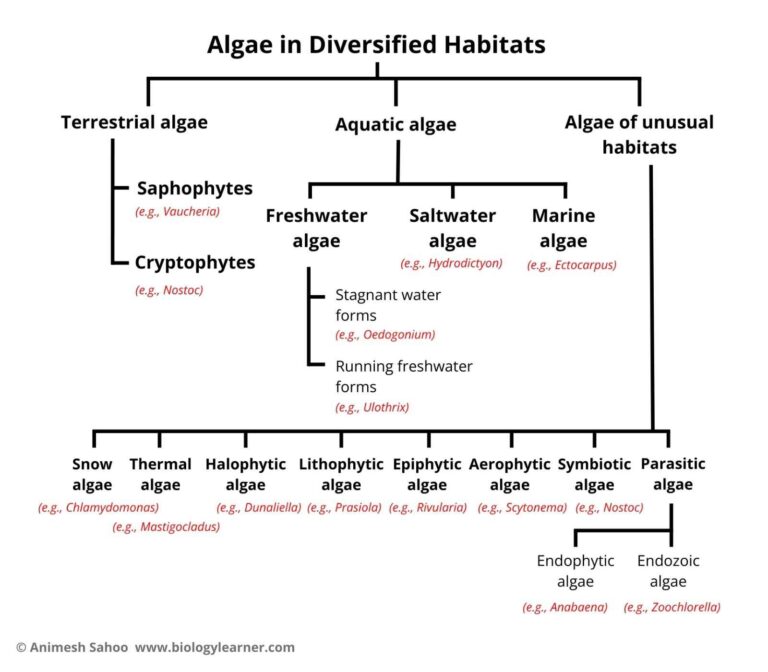 Algae in Diversified Habitats
Terrestrial algae
Aquatic algae
Algae of unusual
habitats
Saphophytes
(e.g., Vaucheria)
Cryptophytes
(e.g., Nostoc)
Freshwater
algae
Saltwater
algae
(e.g., Hydrodictyon)
Marine
algae
(e.g., Ectocarpus)
Stagnant water
forms
(e.g., Oedogonium)
Running freshwater
forms
(e.g., Ulothrix)
Snow
algae
(e.g., Chlamydomonas)
Thermal
algae
(e.g., Mastigocladus)
Halophytic
algae
(e.g., Dunaliella)
Lithophytic
algae
(e.g., Prasiola)
Epiphytic
algae
(e.g., Rivularia)
Aerophytic
algae
(e.g., Scytonema)
Symbiotic
algae
(e.g., Nostoc)
Parasitic
algae
Endophytic
algae
(e.g., Anabaena)
Endozoic
algae
(e.g., Zoochlorella)
© Animesh Sahoo www.biologylearner.com